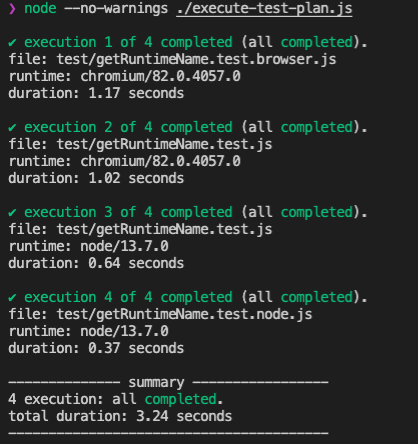 ❯ node --no-warnings ./execute-test-plan.js
✔ execution 1 of 4 completed (all completed).
file: test/getRuntimeName.test.browser.js
runtime: chromium/82.0.4057.0
duration: 1.17 seconds
✔ execution 2 of 4 completed (all completed).
file: test/getRuntimeName.test.js
runtime: chromium/82.0.4057.0
duration: 1.02 seconds
✔ execution 3 of 4 completed (all completed).
file: test/getRuntimeName.test.js
runtime: node/13.7.0
duration: 0.64 seconds
✔ execution 4 of 4 completed (all completed).
file: test/getRuntimeName.test.node.js
runtime: node/13.7.0
duration: 0.37 seconds
-------------- summary -----------------
4 execution: all completed.
total duration: 3.24 seconds
----------------------------------------